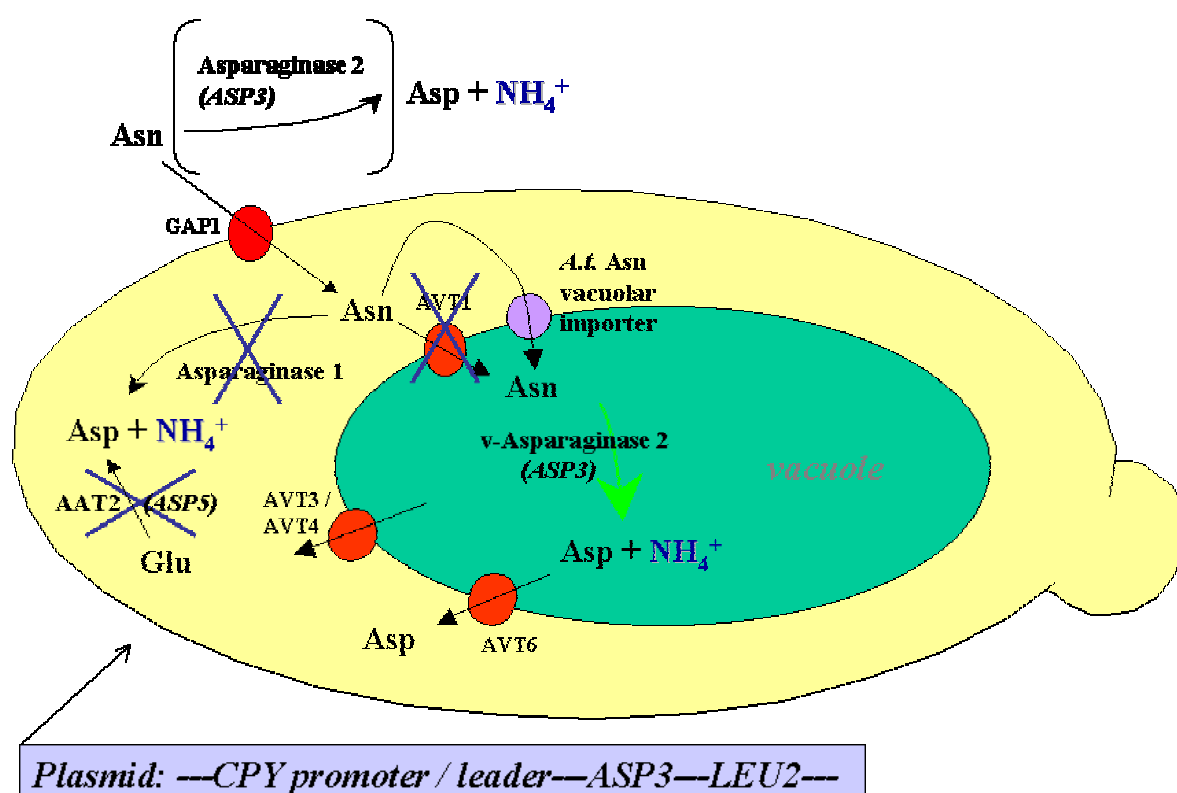 Asparaginase 2
(ASP3)
Asp + NH₄⁺
Asn
GAP1
A.t. Asn
vacuolar
importer
AVT1
Asn
Asparaginase 1
Asn
Asp + NH₄⁺
v-Asparaginase 2
(ASP3)
vacuole
AAT2 (ASP5)
AVT3 /
AVT4
Glu
Asp + NH₄⁺
Asp
AVT6
Plasmid: ---CPY promoter / leader---ASP3---LEU2---